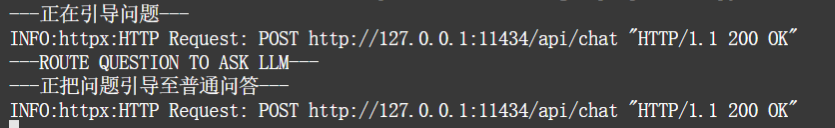 ---正在引导问题---
INFO:httpx:HTTP Request: POST http://127.0.0.1:11434/api/chat "HTTP/1.1 200 OK"
---ROUTE QUESTION TO ASK LLM---
---正把问题引导至普通问答---
INFO:httpx:HTTP Request: POST http://127.0.0.1:11434/api/chat "HTTP/1.1 200 OK"